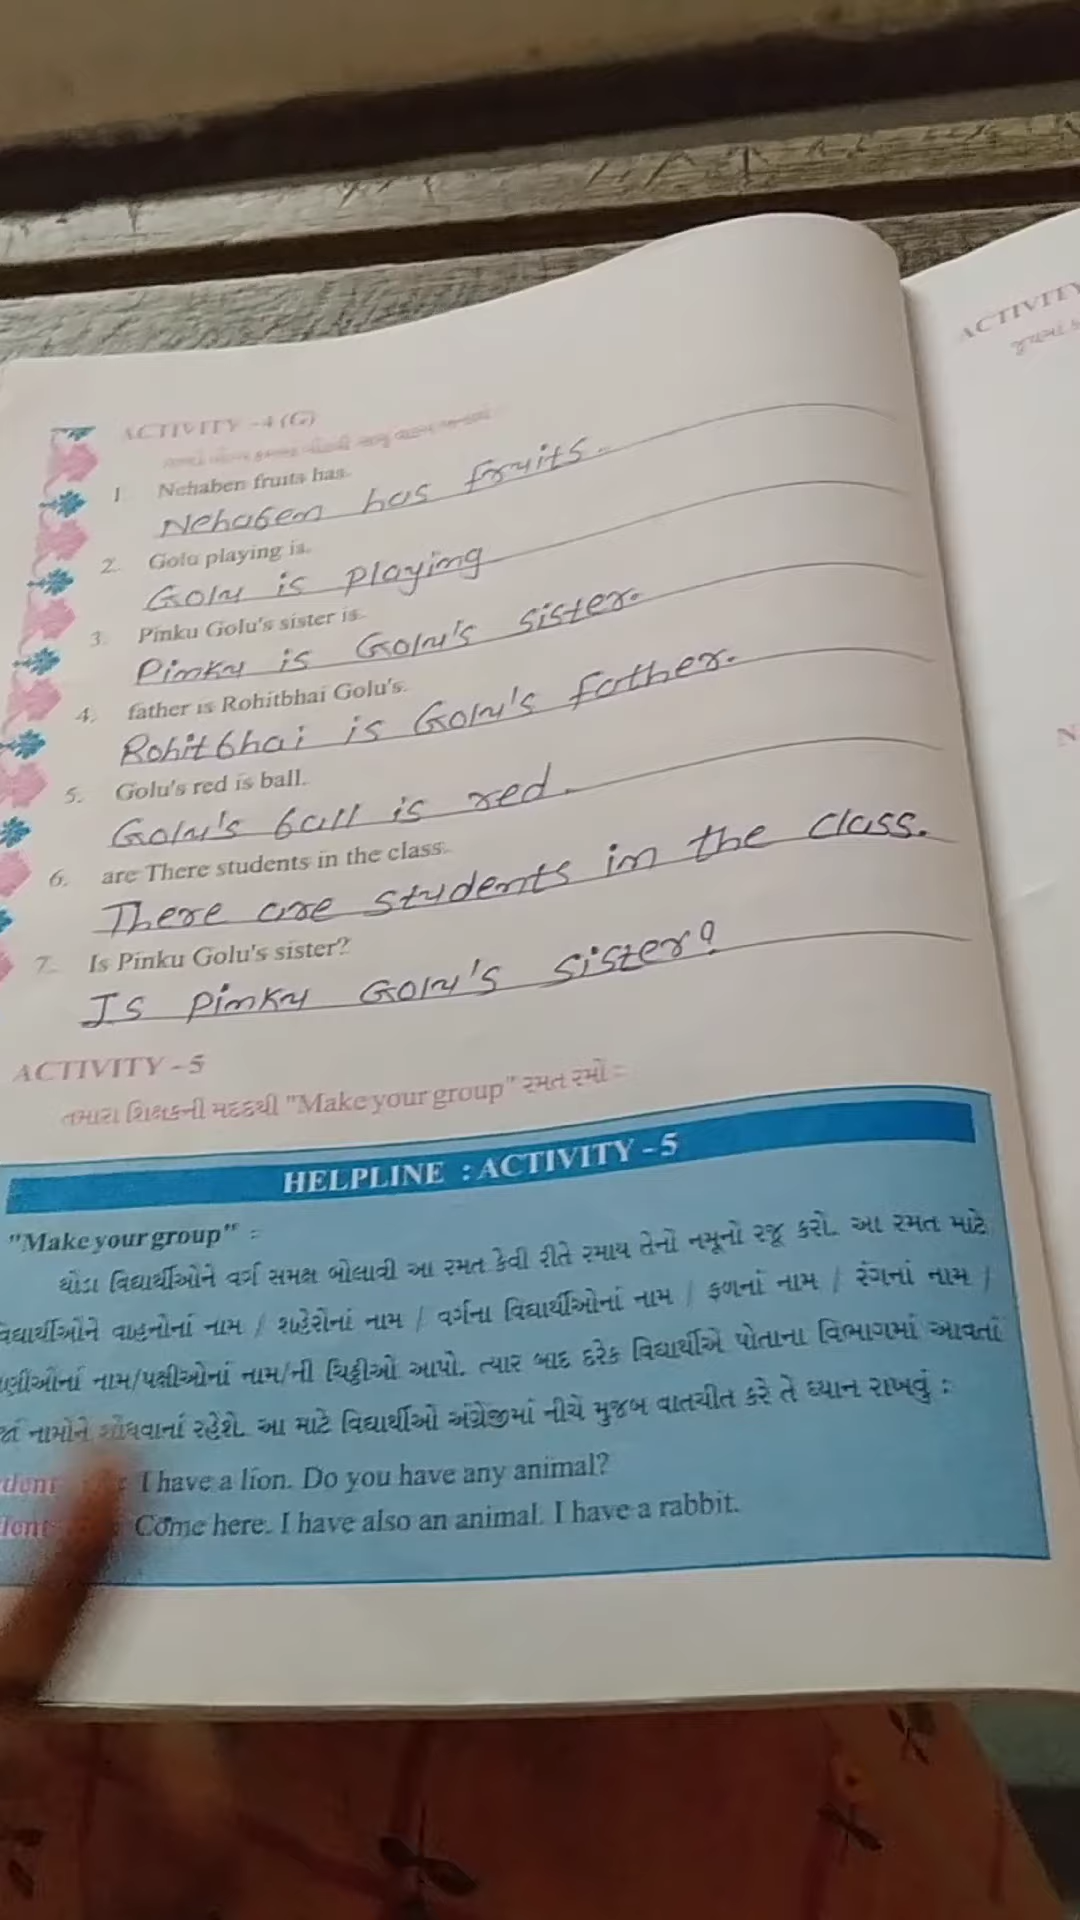 ACTIVITY - 4 (G)
1. Nehaben fruits has.
Nehaben has fruits.
2. Golu playing is.
Golu is playing
3. Pinku Golu's sister is.
Pinku is Golu's sister.
4. father is Rohitbhai Golu's.
Rohitbhai is Golu's father.
5. Golu's red is ball.
Golu's ball is red.
6. are There students in the class.
There are students in the class.
7. Is Pinku Golu's sister?
Is Pinku Golu's sister?
ACTIVITY - 5
તમારા શિક્ષકની મદદથી "Make your group" રમત રમો :
HELPLINE : ACTIVITY - 5
"Make your group" :
થોડા વિદ્યાર્થીઓને વર્ગ સમક્ષ બોલાવી આ રમત કેવી રીતે રમાય તેનો નમૂનો રજૂ કરો. આ રમત માટે
વિદ્યાર્થીઓને વાહનોનાં નામ / શહેરોનાં નામ / વર્ગના વિદ્યાર્થીઓનાં નામ / ફળનાં નામ / રંગનાં નામ /
નામ/પક્ષીઓનાં નામ/ની ચિઠ્ઠીઓ આપો. ત્યાર બાદ દરેક વિદ્યાર્થીએ પોતાના વિભાગમાં આવતાં
નામોને શોધવાનાં રહેશે. આ માટે વિદ્યાર્થીઓ અંગ્રેજીમાં નીચે મુજબ વાતચીત કરે તે ધ્યાન રાખવું :
: I have a lion. Do you have any animal?
: Come here. I have also an animal. I have a rabbit.
ACTIVITY